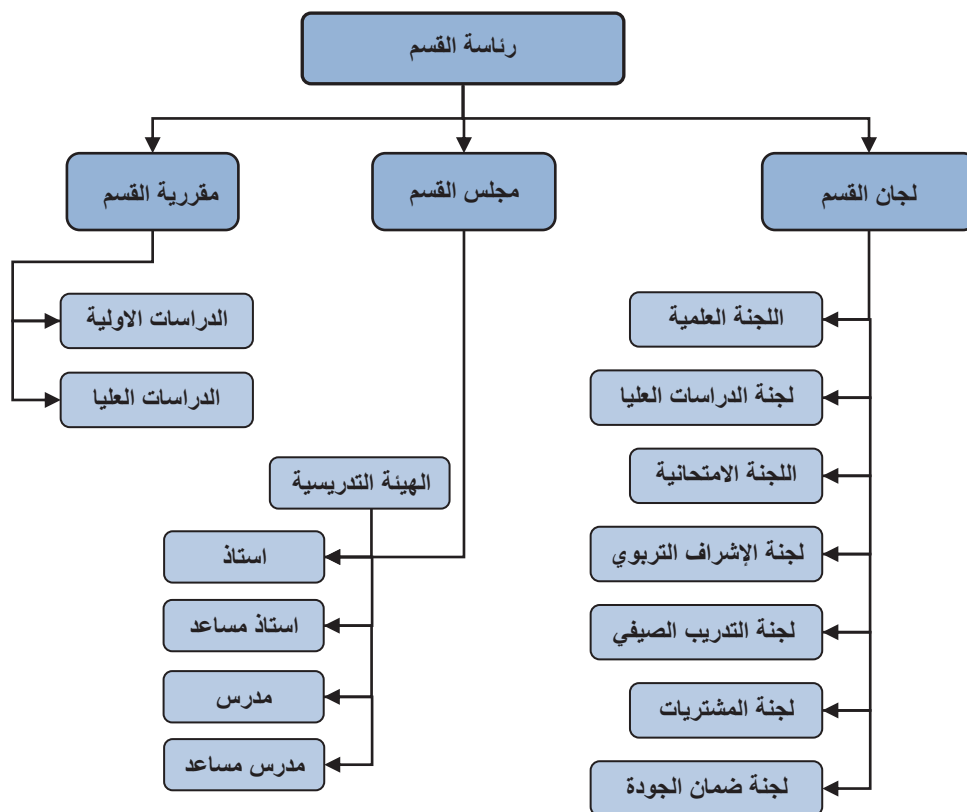 رئاسة القسم
لجان القسم
مجلس القسم
مقررية القسم
اللجنة العلمية
لجنة الدراسات العليا
اللجنة الامتحانية
لجنة الإشراف التربوي
لجنة التدريب الصيفي
لجنة المشتريات
لجنة ضمان الجودة
الهيئة التدريسية
استاذ
استاذ مساعد
مدرس
مدرس مساعد
الدراسات الاولية
الدراسات العليا